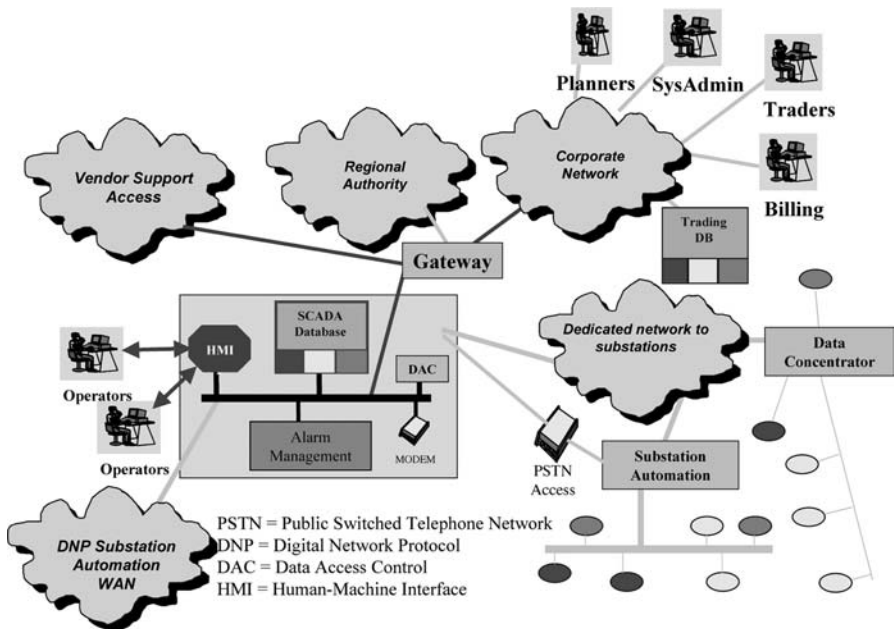 Planners
SysAdmin
Traders
Billing
Vendor Support
Access
Regional
Authority
Corporate
Network
Trading
DB
Gateway
SCADA
Database
HMI
DAC
Alarm
Management
MODEM
Operators
Operators
Dedicated network to
substations
Data
Concentrator
PSTN
Access
Substation
Automation
DNP Substation
Automation
WAN
PSTN = Public Switched Telephone Network
DNP = Digital Network Protocol
DAC = Data Access Control
HMI = Human-Machine Interface